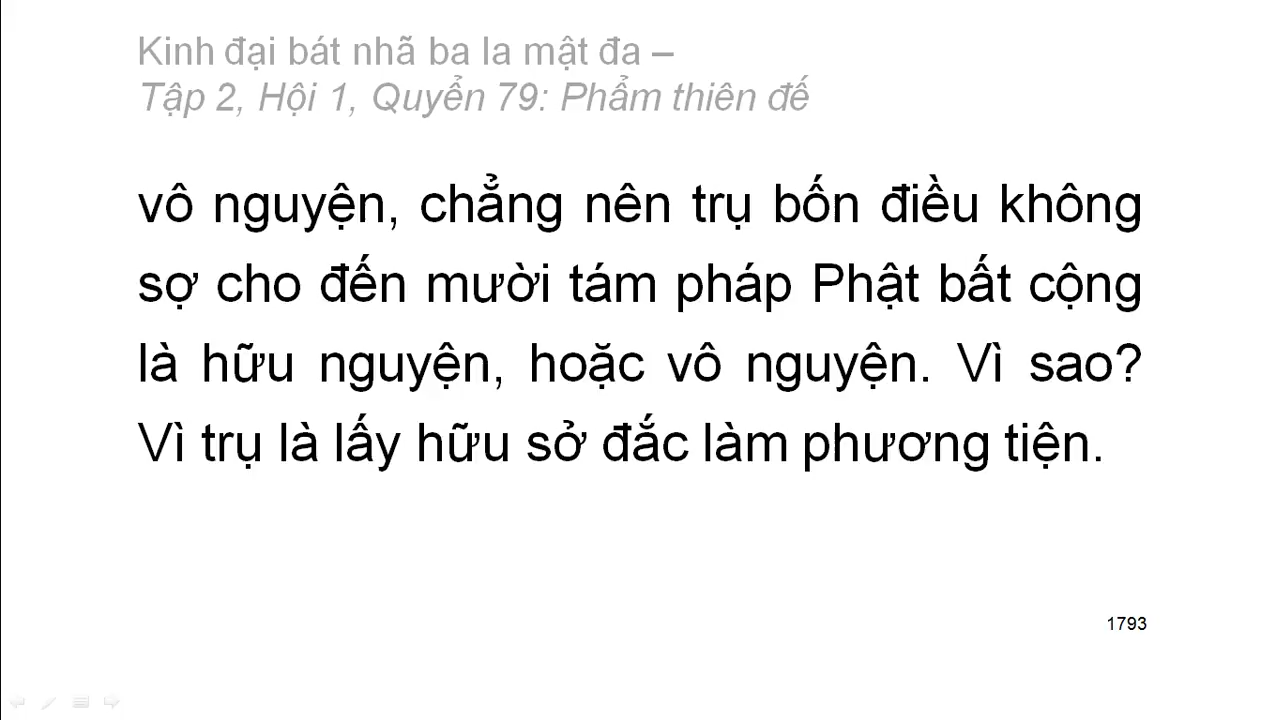 Kinh đại bát nhã ba la mật đa –
Tập 2, Hội 1, Quyển 79: Phẩm thiên đế
vô nguyện, chẳng nên trụ bốn điều không
sợ cho đến mười tám pháp Phật bất cộng
là hữu nguyện, hoặc vô nguyện. Vì sao?
Vì trụ là lấy hữu sở đắc làm phương tiện.
1793